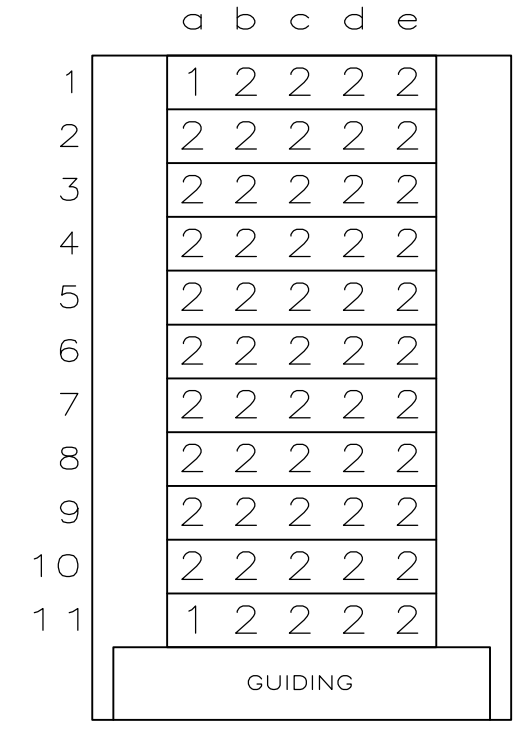 a b c d e
1 1 2 2 2 2
2 2 2 2 2 2
3 2 2 2 2 2
4 2 2 2 2 2
5 2 2 2 2 2
6 2 2 2 2 2
7 2 2 2 2 2
8 2 2 2 2 2
9 2 2 2 2 2
10 2 2 2 2 2
11 1 2 2 2 2
GUIDING